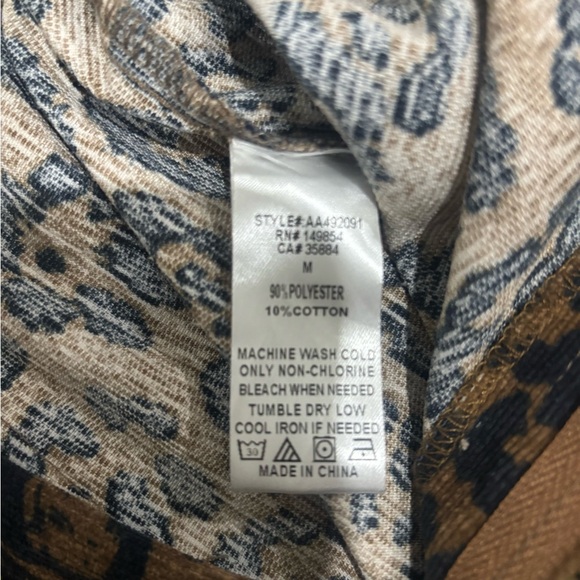 STYLE#:AA492091
RN# 149854
CA# 35884
M
90%POLYESTER
10%COTTON
MACHINE WASH COLD
ONLY NON-CHLORINE
BLEACH WHEN NEEDED
TUMBLE DRY LOW
COOL IRON IF NEEDED
30
MADE IN CHINA